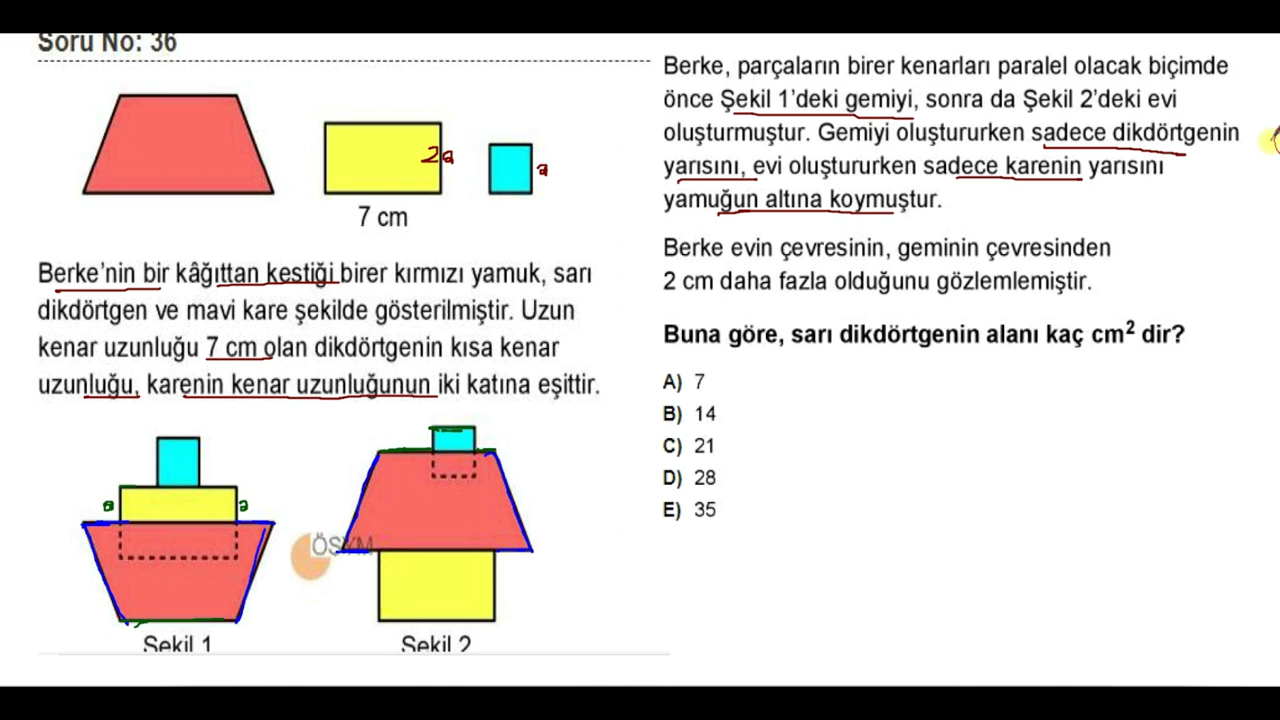 Soru No: 36
2a
a
7 cm
Berke'nin bir kâğıttan kestiği birer kırmızı yamuk, sarı
dikdörtgen ve mavi kare şekilde gösterilmiştir. Uzun
kenar uzunluğu 7 cm olan dikdörtgenin kısa kenar
uzunluğu, karenin kenar uzunluğunun iki katına eşittir.
a
a
ÖSYM
Şekil 1
Şekil 2
Berke, parçaların birer kenarları paralel olacak biçimde
önce Şekil 1'deki gemiyi, sonra da Şekil 2'deki evi
oluşturmuştur. Gemiyi oluştururken sadece dikdörtgenin
yarısını, evi oluştururken sadece karenin yarısını
yamuğun altına koymuştur.
Berke evin çevresinin, geminin çevresinden
2 cm daha fazla olduğunu gözlemlemiştir.
Buna göre, sarı dikdörtgenin alanı kaç cm² dir?
A) 7
B) 14
C) 21
D) 28
E) 35